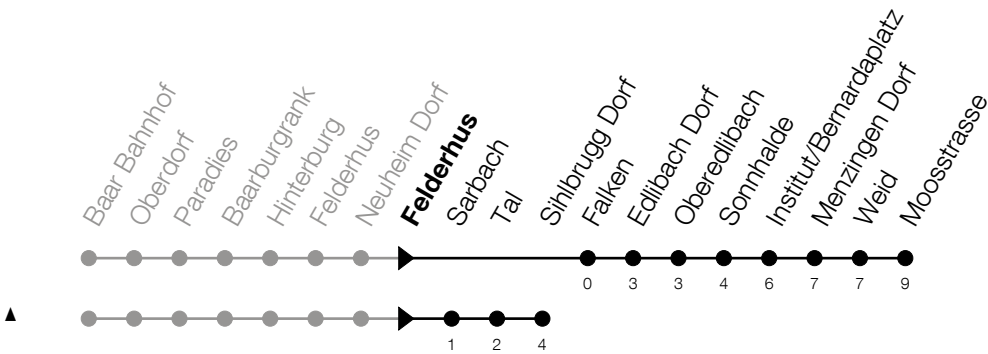 Baar Bahnhof
Oberdorf
Paradies
Baarburgrank
Hinterburg
Felderhus
Neuheim Dorf
Felderhus
Sarbach
Tal
Sihlbrugg Dorf
Falken
Edlibach Dorf
Oberedlibach
Sonnhalde
Institut/Bernardaplatz
Menzingen Dorf
Weid
Moosstrasse
0 3 3 4 6 7 7 9
1 2 4